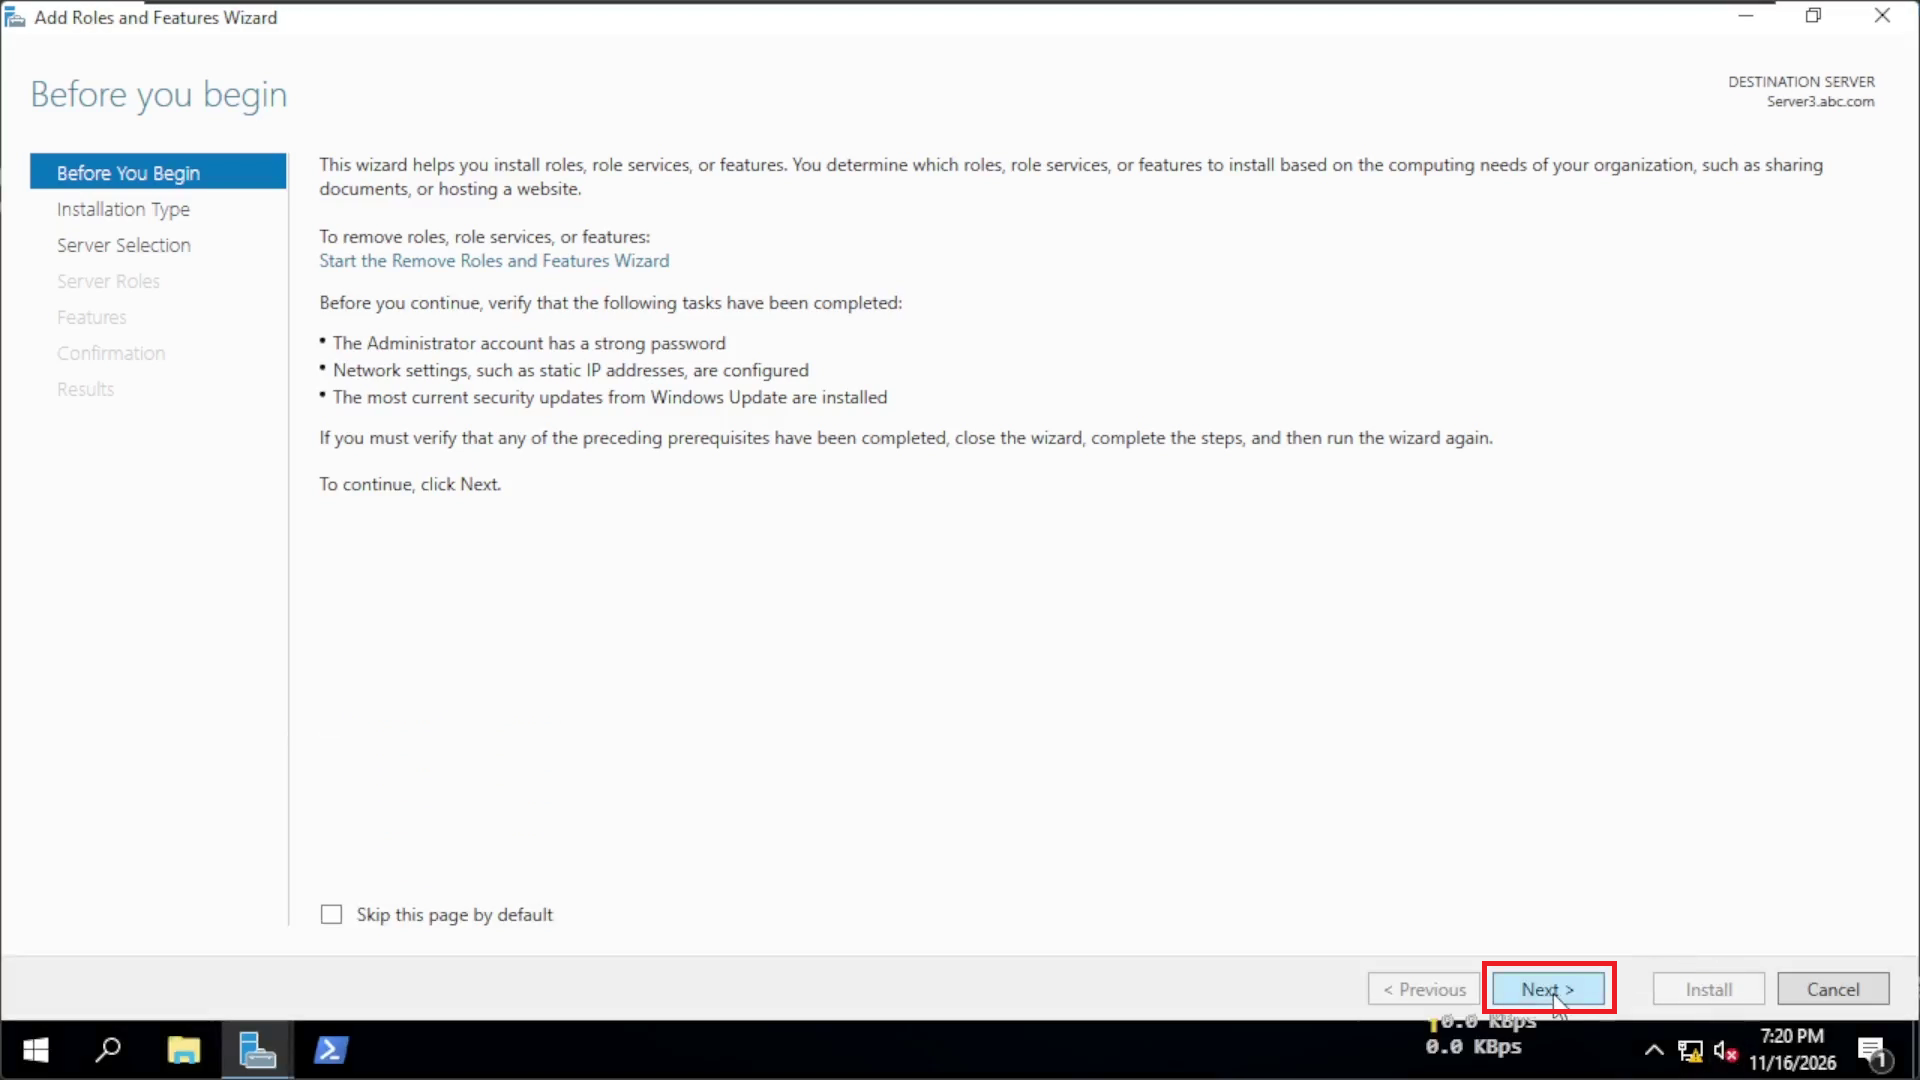 Add Roles and Features Wizard
Before you begin
DESTINATION SERVER
Server3.abc.com
Before You Begin
Installation Type
Server Selection
Server Roles
Features
Confirmation
Results
This wizard helps you install roles, role services, or features. You determine which roles, role services, or features to install based on the computing needs of your organization, such as sharing
documents, or hosting a website.
To remove roles, role services, or features:
Start the Remove Roles and Features Wizard
Before you continue, verify that the following tasks have been completed:
• The Administrator account has a strong password
• Network settings, such as static IP addresses, are configured
• The most current security updates from Windows Update are installed
If you must verify that any of the preceding prerequisites have been completed, close the wizard, complete the steps, and then run the wizard again.
To continue, click Next.
Skip this page by default
< Previous
Next >
Install
Cancel
0.0 KBps
0.0 KBps
7:20 PM
11/16/2026
1